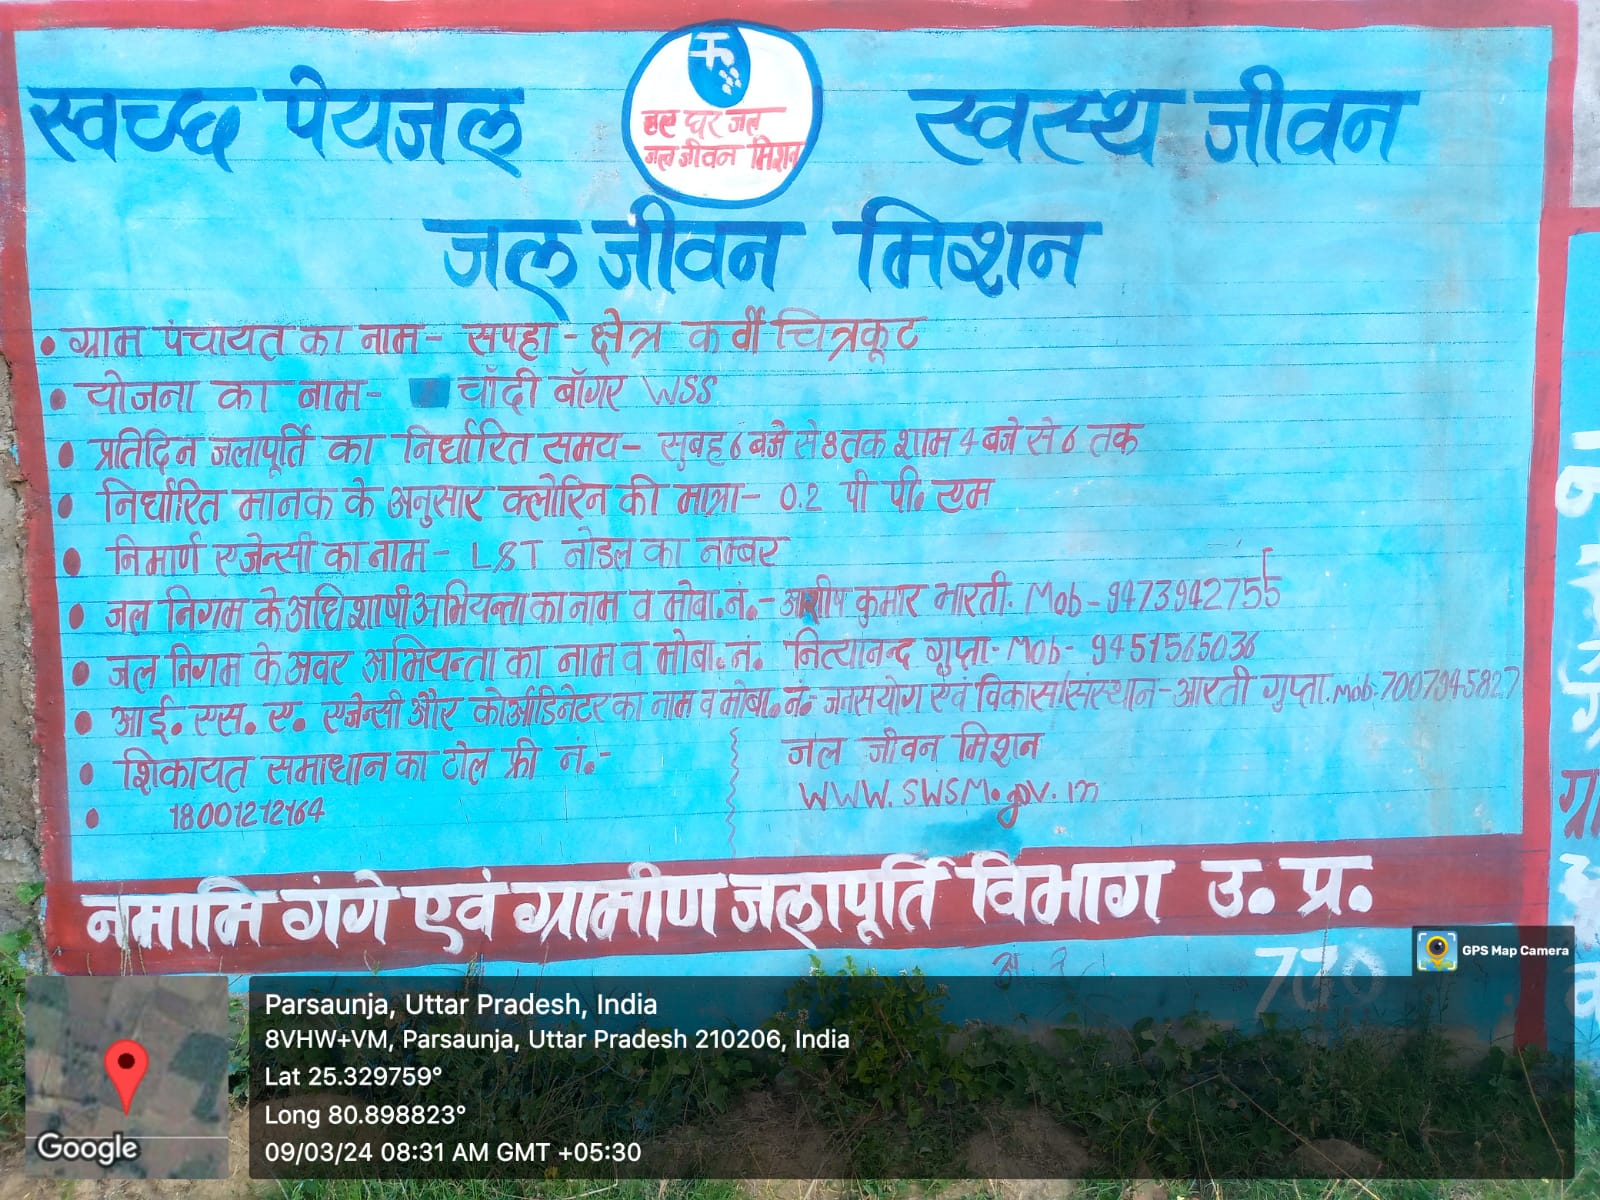 स्वच्छ पेयजल
हर घर जल
जल जीवन मिशन
स्वस्थ जीवन
जल जीवन मिशन
• ग्राम पंचायत का नाम - सपहा - क्षेत्र कर्वी चित्रकूट
• योजना का नाम - चाँदी बाँगर WSS
• प्रतिदिन जलापूर्ति का निर्धारित समय - सुबह 6 बजे से 8 तक शाम 4 बजे से 6 तक
• निर्धारित मानक के अनुसार क्लोरिन की मात्रा - 0.2 पी पी. एम
• निमार्ण एजेन्सी का नाम - L&T नोडल का नम्बर
• जल निगम के अधिशाषी अभियन्ता का नाम व मोबा. नं. - आशीष कुमार भारती. Mob - 9473942755
• जल निगम के अवर अभियन्ता का नाम व मोबा. नं. नित्यानन्द गुप्ता - Mob - 9451565036
• आई. एस. ए. एजेन्सी और कोर्आडिनेटर का नाम व मोबा. नं - जनसयोग एवं विकास संस्थान - आरती गुप्ता. Mob: 7007945827
• शिकायत समाधान का टोल फ्री नं. -
• 18001212164
जल जीवन मिशन
WWW.SWSM.gov.in
नमामि गंगे एवं ग्रामीण जलापूर्ति विभाग उ. प्र.
770
GPS Map Camera
Parsaunja, Uttar Pradesh, India
8VHW+VM, Parsaunja, Uttar Pradesh 210206, India
Lat 25.329759°
Long 80.898823°
09/03/24 08:31 AM GMT +05:30
Google